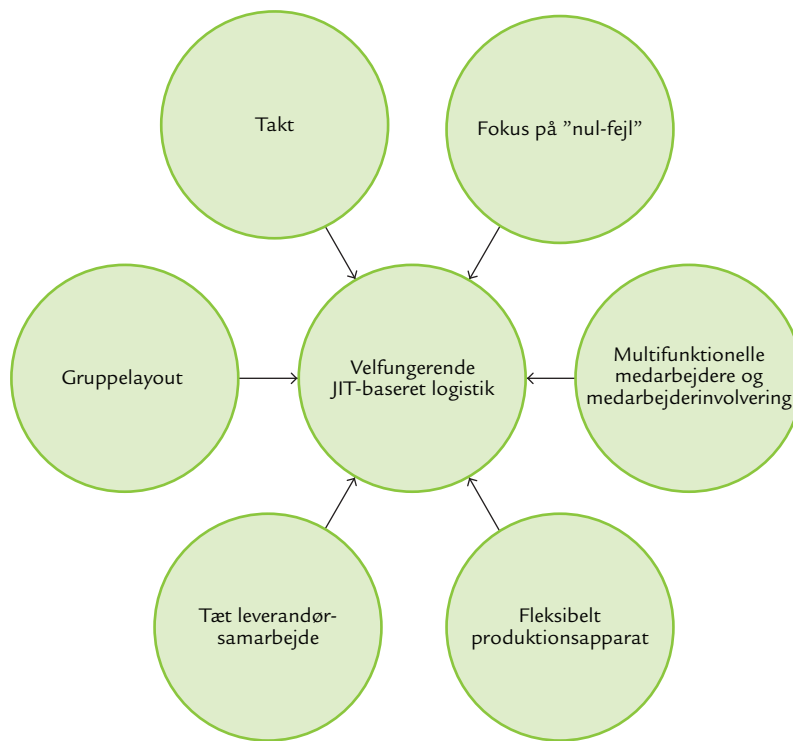 Takt
Fokus på ”nul-fejl”
Gruppelayout
Velfungerende
JIT-baseret logistik
Multifunktionelle
medarbejdere og
medarbejderinvolvering
Tæt leverandør-
samarbejde
Fleksibelt
produktionsapparat